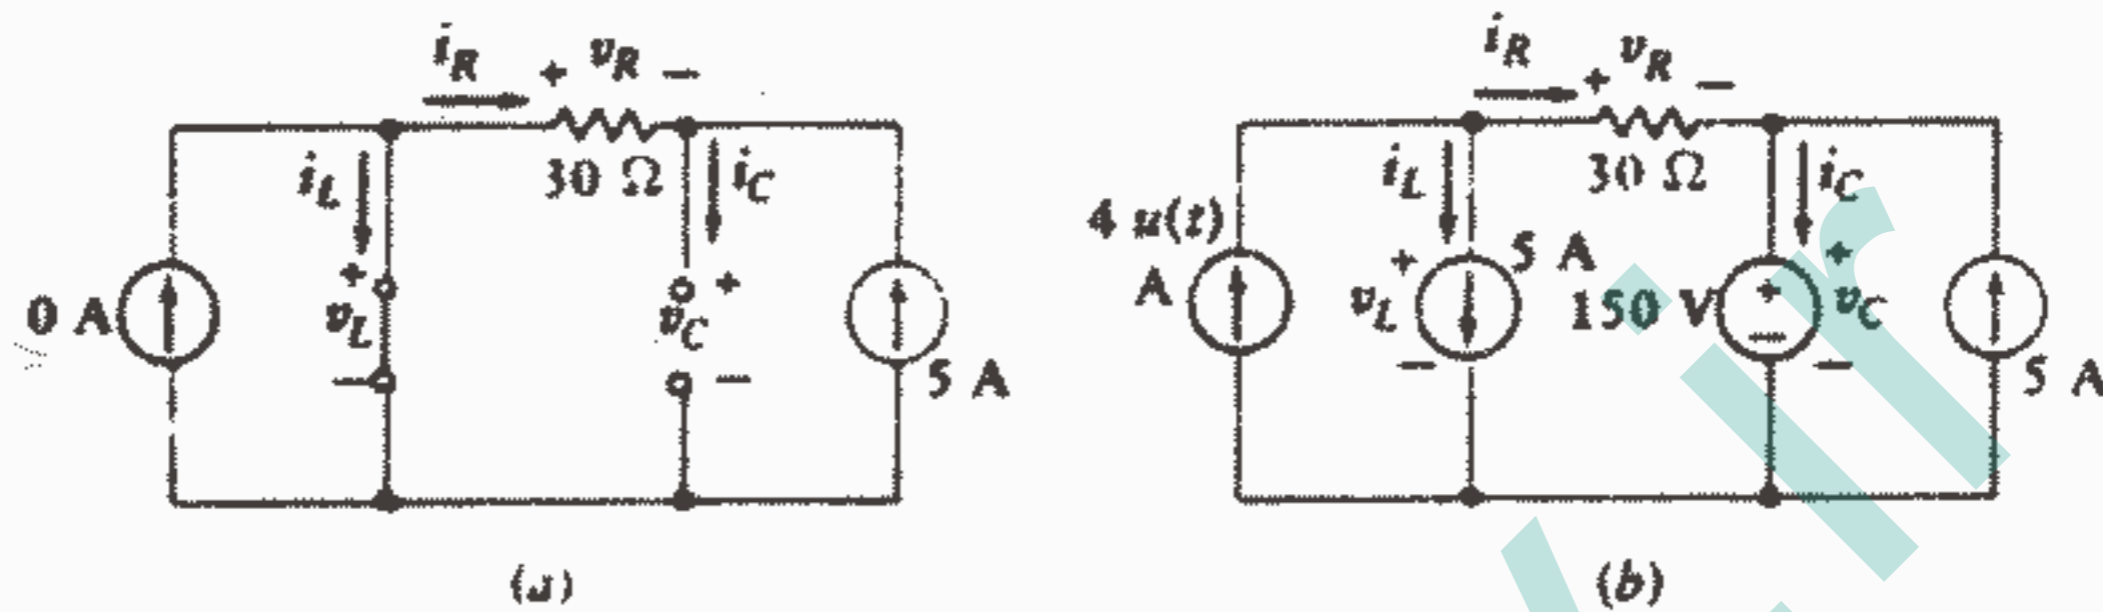 i_R + v_R −
30 Ω
i_L
i_C
0 A
+ v_L −
+ v_C −
5 A
(a)
i_R + v_R −
30 Ω
i_L
i_C
4 u(t)
A
5 A
+ v_L −
150 V
+ −
+ v_C −
5 A
(b)